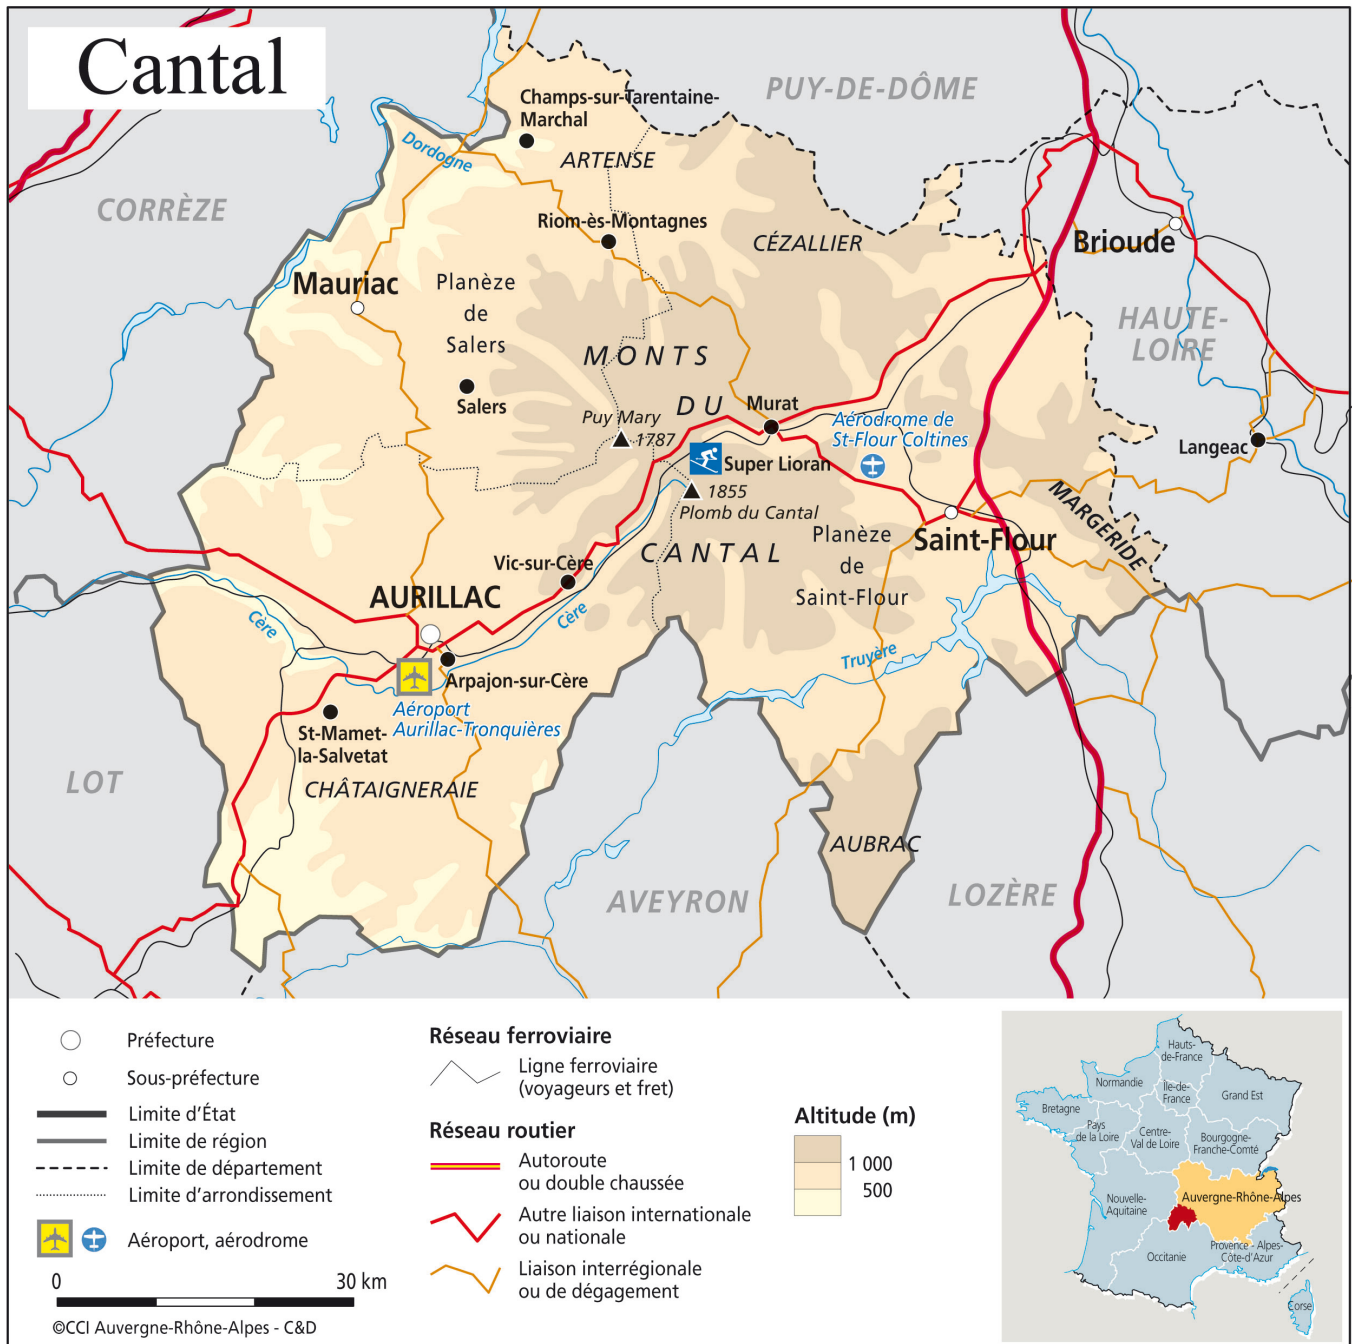 Cantal
PUY-DE-DÔME
Champs-sur-Tarentaine-
Marchal
Dordogne
ARTENSE
CORRÈZE
Riom-ès-Montagnes
CÉZALLIER
Brioude
Mauriac
Planèze
de
Salers
HAUTE-
LOIRE
MONTS
Salers
DU
Murat
Puy Mary
1787
Aérodrome de
St-Flour Coltines
Langeac
Super Lioran
1855
Plomb du Cantal
MARGERIDE
Planèze
de
Saint-Flour
Saint-Flour
CANTAL
Vic-sur-Cère
AURILLAC
Cère
Cère
Truyère
Arpajon-sur-Cère
Aéroport
Aurillac-Tronquières
St-Mamet-
la-Salvetat
LOT
CHÂTAIGNERAIE
AUBRAC
AVEYRON
LOZÈRE
Préfecture
Sous-préfecture
Limite d'État
Limite de région
Limite de département
Limite d'arrondissement
Aéroport, aérodrome
0
30 km
©CCI Auvergne-Rhône-Alpes - C&D
Réseau ferroviaire
Ligne ferroviaire
(voyageurs et fret)
Réseau routier
Autoroute
ou double chaussée
Autre liaison internationale
ou nationale
Liaison interrégionale
ou de dégagement
Altitude (m)
1 000
500
Hauts-
de-France
Normandie
Île-de-
France
Grand Est
Bretagne
Pays
de la Loire
Centre-
Val de Loire
Bourgogne-
Franche-Comté
Nouvelle-
Aquitaine
Auvergne-Rhône-Alpes
Occitanie
Provence - Alpes-
Côte-d'Azur
Corse